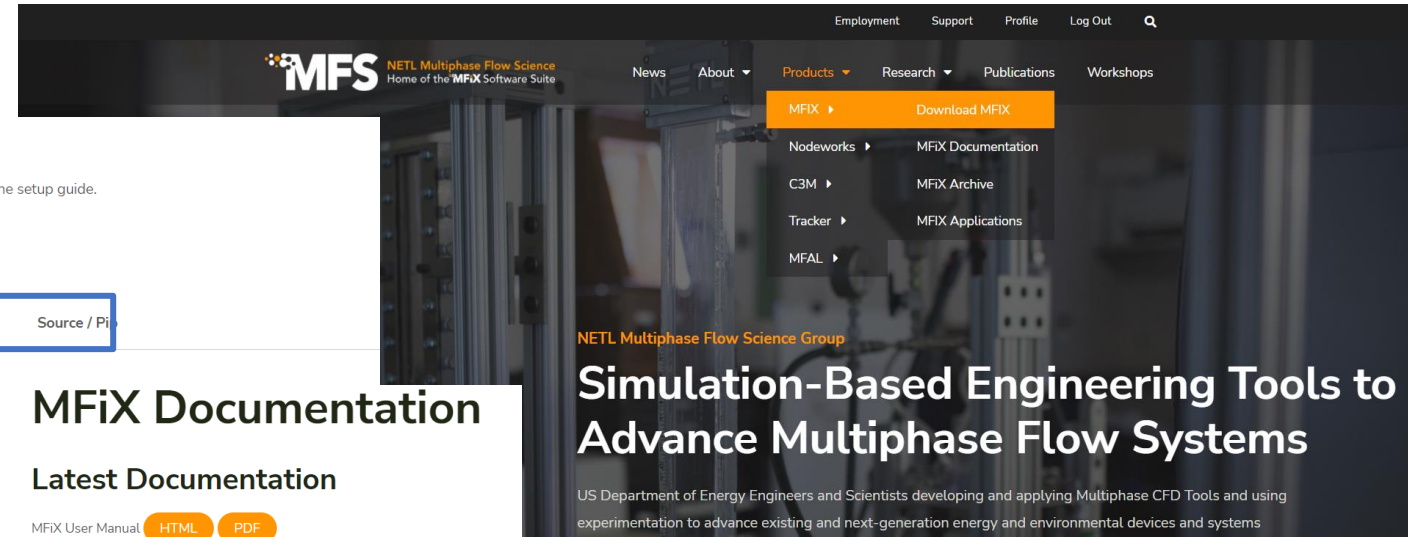 Employment Support Profile Log Out
MFS NETL Multiphase Flow Science
Home of the MFiX Software Suite
News About Products Research Publications Workshops
MFIX Download MFIX
Nodeworks MFiX Documentation
C3M MFiX Archive
Tracker MFIX Applications
MFAL
setup guide.
Source /
MFiX Documentation
Latest Documentation
MFiX User Manual HTML PDF
NETL Multiphase Flow Science Group
Simulation-Based Engineering Tools to
Advance Multiphase Flow Systems
US Department of Energy Engineers and Scientists developing and applying Multiphase CFD Tools and using
experimentation to advance existing and next-generation energy and environmental devices and systems